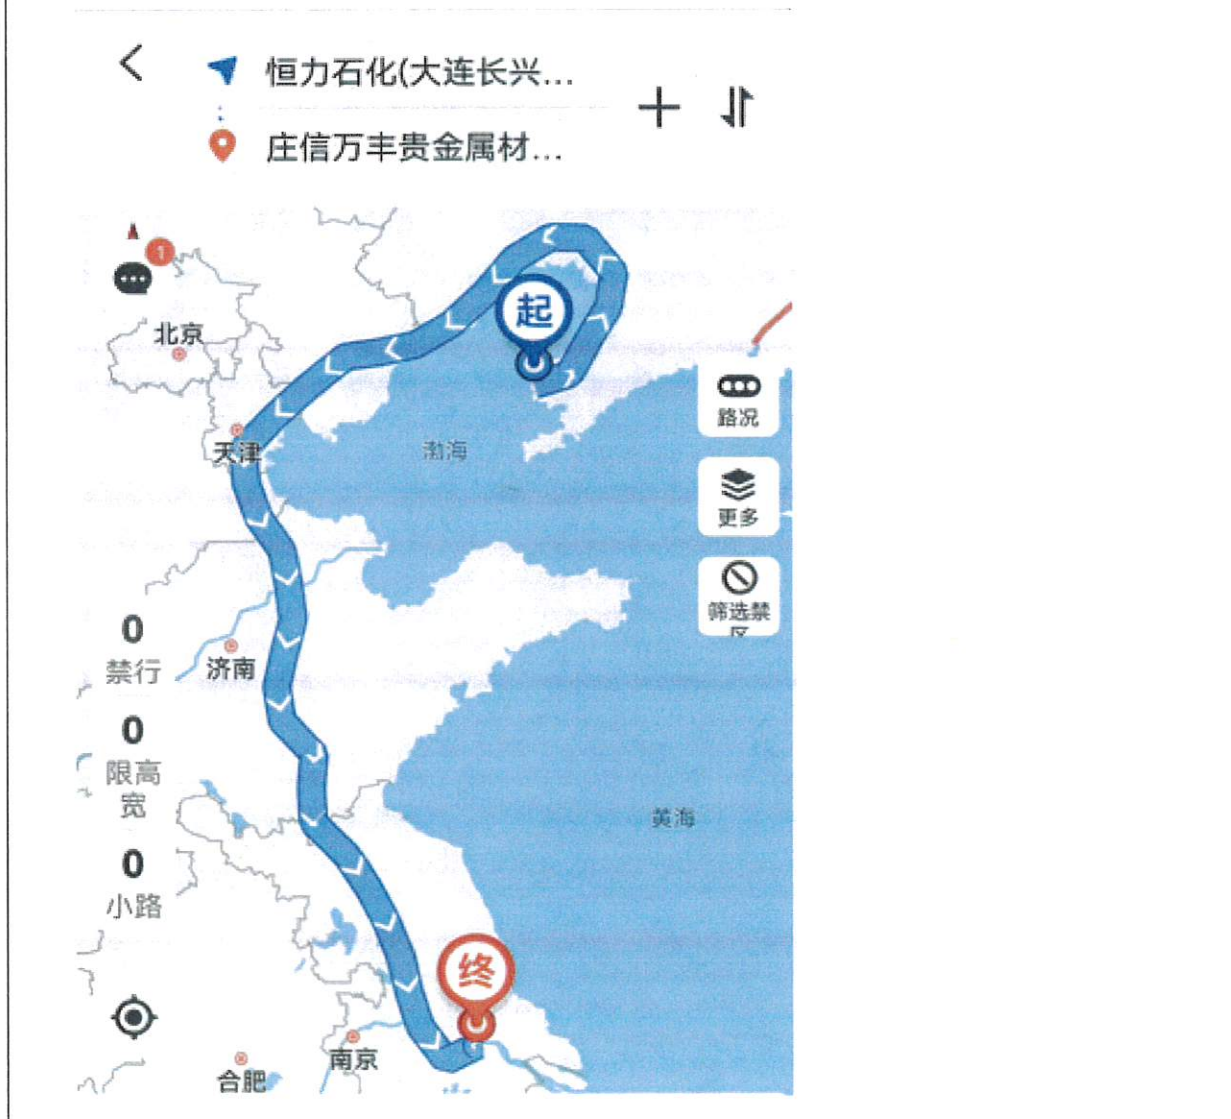 恒力石化(大连长兴...
庄信万丰贵金属材...
1
起
北京
路况
天津
渤海
更多
筛选禁
区
0
禁行
济南
0
限高
宽
黄海
0
小路
终
南京
合肥